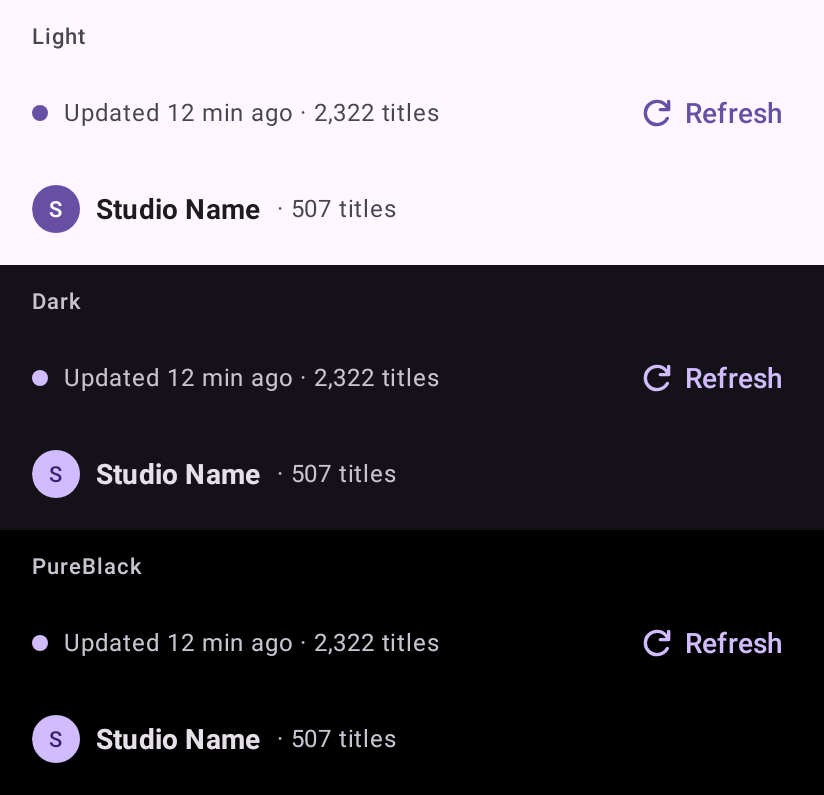 Light
Updated 12 min ago · 2,322 titles Refresh
S Studio Name · 507 titles
Dark
Updated 12 min ago · 2,322 titles Refresh
S Studio Name · 507 titles
PureBlack
Updated 12 min ago · 2,322 titles Refresh
S Studio Name · 507 titles